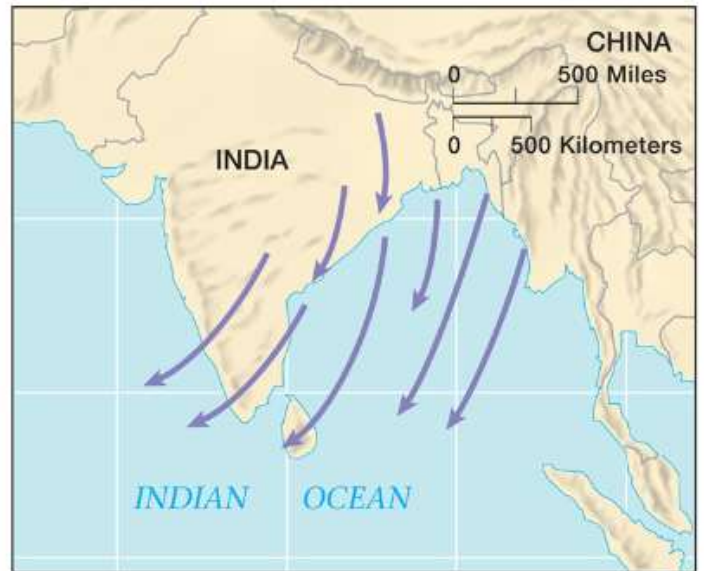 CHINA
0 500 Miles
0 500 Kilometers
INDIA
INDIAN OCEAN